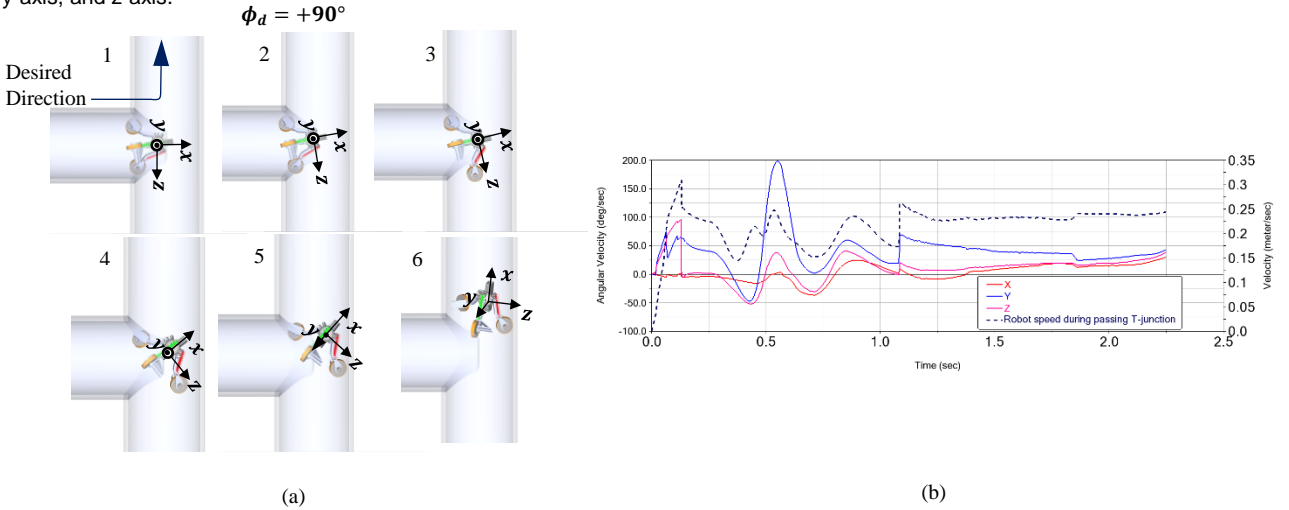 y axis, and z axis.
ϕ_d = +90°
1
2
3
Desired
Direction
y
x
z
y
x
z
y
x
z
4
5
6
y
x
z
y
x
z
x
y
z
(a)
200.0
150.0
100.0
50.0
0.0
-50.0
-100.0
Angular Velocity (deg/sec)
0.35
0.3
0.25
0.2
0.15
0.1
0.05
0.0
Velocity (meter/sec)
X
Y
Z
Robot speed during passing T-junction
0.0
0.5
1.0
1.5
2.0
2.5
Time (sec)
(b)